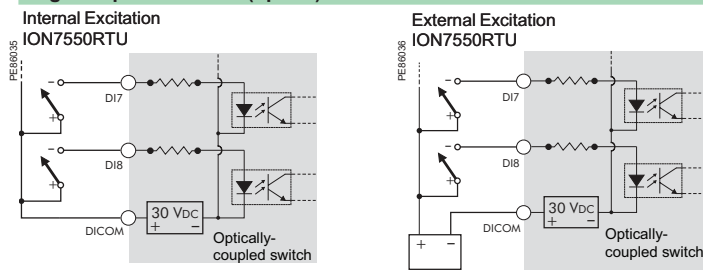 Internal Excitation
ION7550RTU
PE86035
-
DI7
+
-
DI8
+
30 VDC
+ -
DICOM
Optically-
coupled switch
External Excitation
ION7550RTU
PE86036
-
DI7
+
-
DI8
+
30 VDC
+ -
DICOM
+ -
Optically-
coupled switch